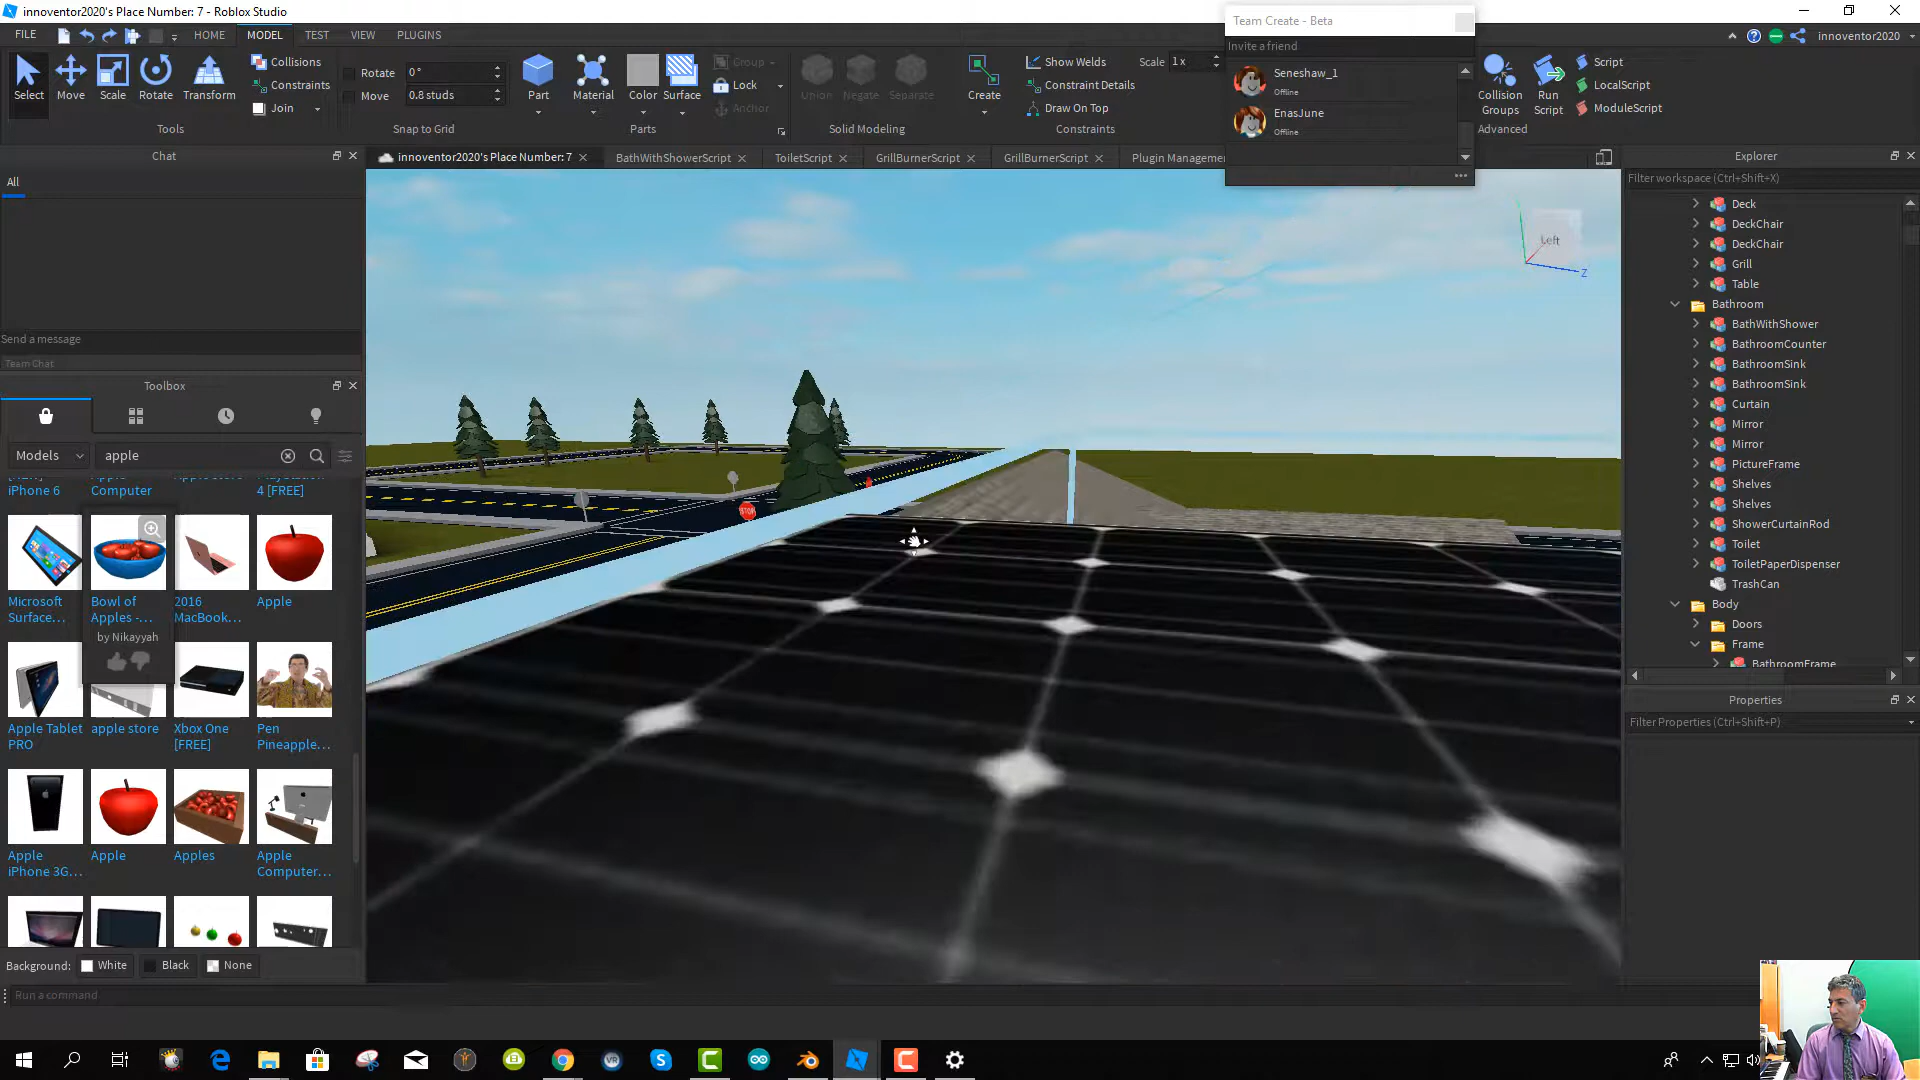 innoventor2020's Place Number: 7 - Roblox Studio
Team Create - Beta
FILE
HOME
MODEL
TEST
VIEW
PLUGINS
innoventor2020
Invite a friend
Seneshaw_1
Offline
EnasJune
Offline
Select
Move
Scale
Rotate
Transform
Collisions
Constraints
Join
Tools
Rotate
0 °
Move
0.8 studs
Snap to Grid
Part
Material
Color
Surface
Group
Lock
Anchor
Parts
Union
Negate
Separate
Solid Modeling
Create
Show Welds
Scale
1 x
Constraint Details
Draw On Top
Constraints
Collision Groups
Run Script
Script
LocalScript
ModuleScript
Advanced
Chat
innoventor2020's Place Number: 7
BathWithShowerScript
ToiletScript
GrillBurnerScript
GrillBurnerScript
Plugin Managemen
Explorer
All
Filter workspace (Ctrl+Shift+X)
Deck
DeckChair
DeckChair
Grill
Table
Bathroom
BathWithShower
BathroomCounter
BathroomSink
BathroomSink
Curtain
Mirror
Mirror
PictureFrame
Shelves
Shelves
ShowerCurtainRod
Toilet
ToiletPaperDispenser
TrashCan
Body
Doors
Frame
BathroomFrame
Properties
Filter Properties (Ctrl+Shift+P)
Left
Z
STOP
Send a message
Team Chat
Toolbox
Models
apple
iPhone 6
Apple
Computer
4 [FREE]
Microsoft
Surface...
Bowl of
Apples -...
by Nikayyah
2016
MacBook...
Apple
Apple Tablet
PRO
apple store
Xbox One
[FREE]
Pen
Pineapple...
Apple
iPhone 3G...
Apple
Apples
Apple
Computer...
Background:
White
Black
None
Run a command